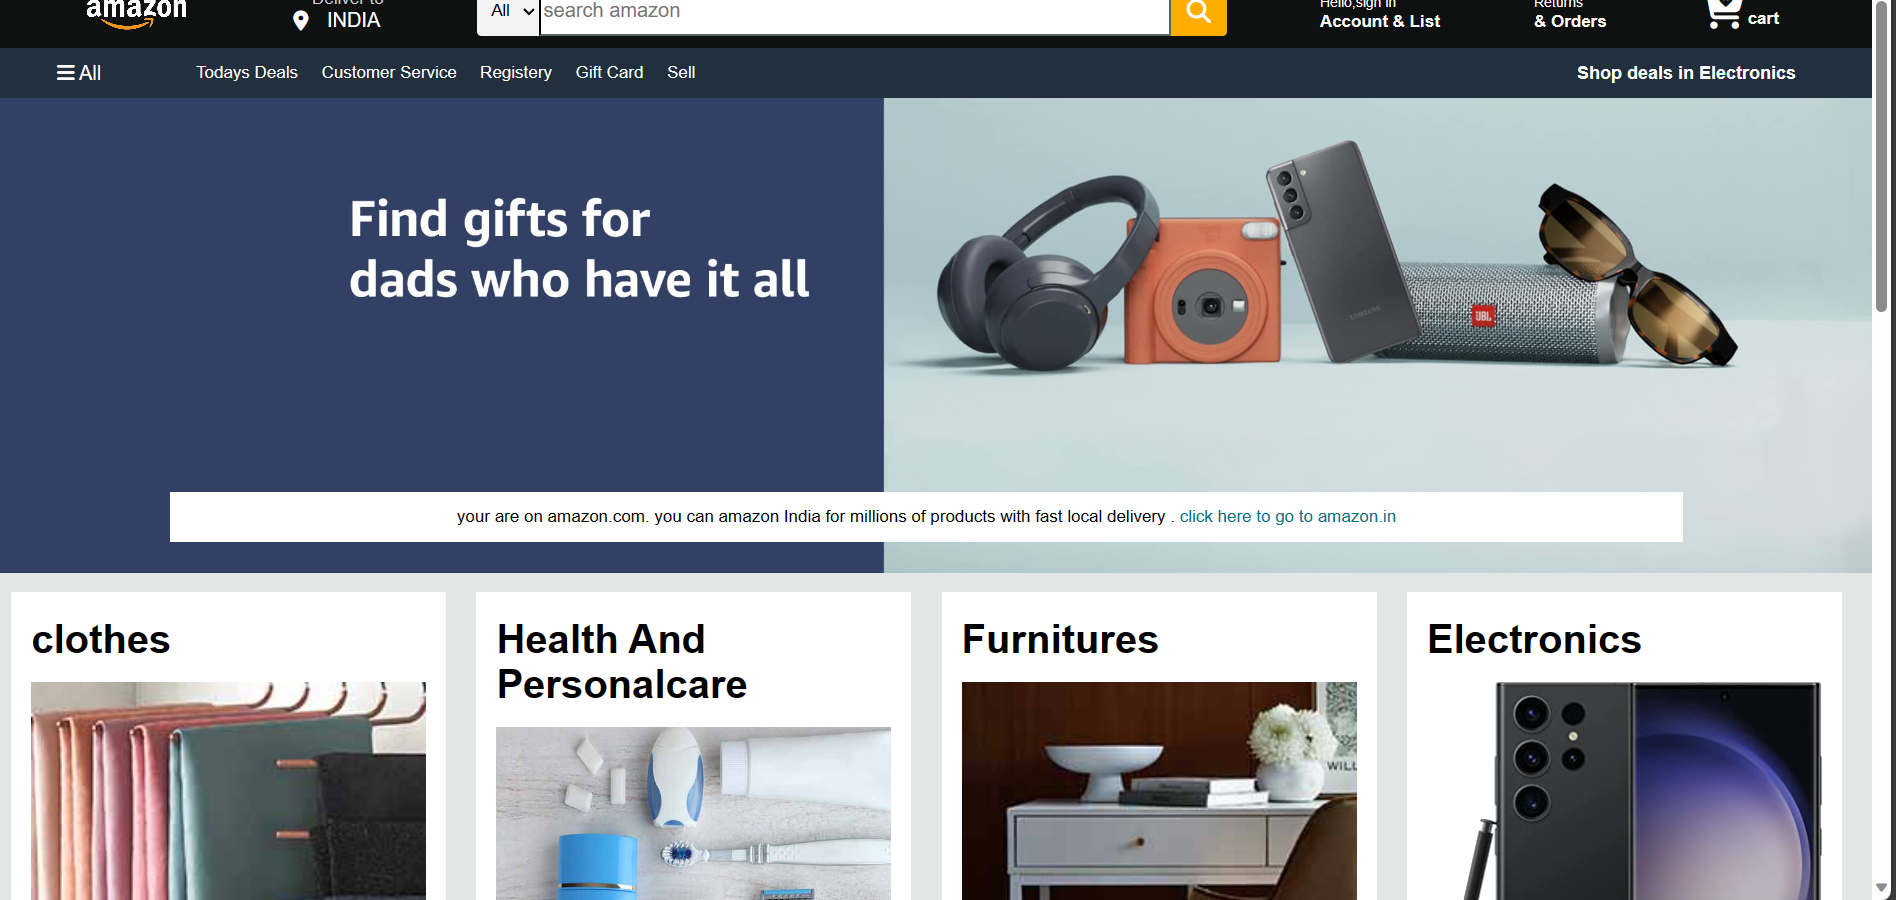 amazon
Deliver to
INDIA
All
search amazon
Hello,sign in
Account & List
Returns
& Orders
cart
All
Todays Deals
Customer Service
Registery
Gift Card
Sell
Shop deals in Electronics
Find gifts for
dads who have it all
SAMSUNG
JBL
your are on amazon.com. you can amazon India for millions of products with fast local delivery . click here to go to amazon.in
clothes
Health And
Personalcare
Furnitures
Electronics
WILL